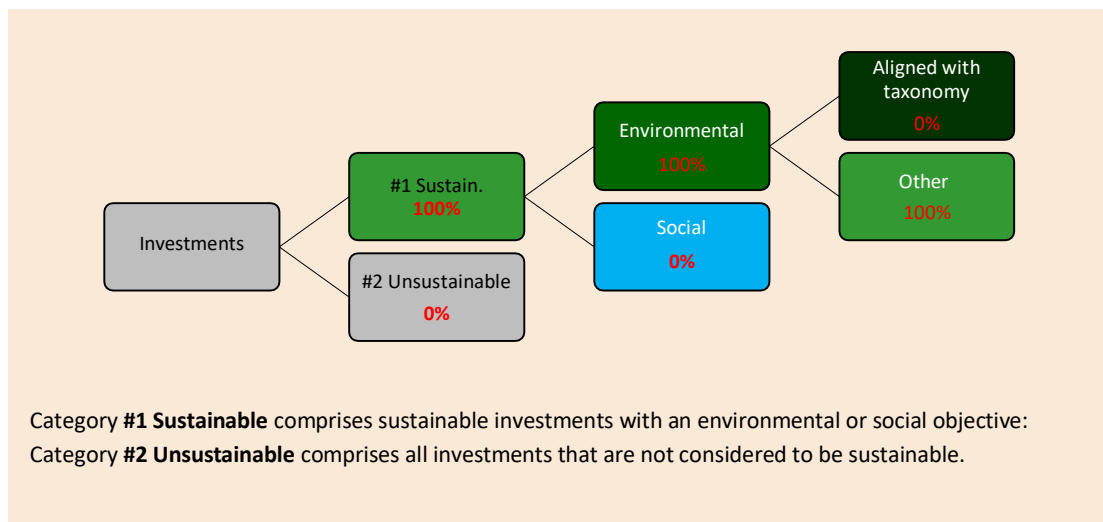 Investments
#1 Sustain.
100%
#2 Unsustainable
0%
Environmental
100%
Social
0%
Aligned with
taxonomy
0%
Other
100%
Category #1 Sustainable comprises sustainable investments with an environmental or social objective:
Category #2 Unsustainable comprises all investments that are not considered to be sustainable.